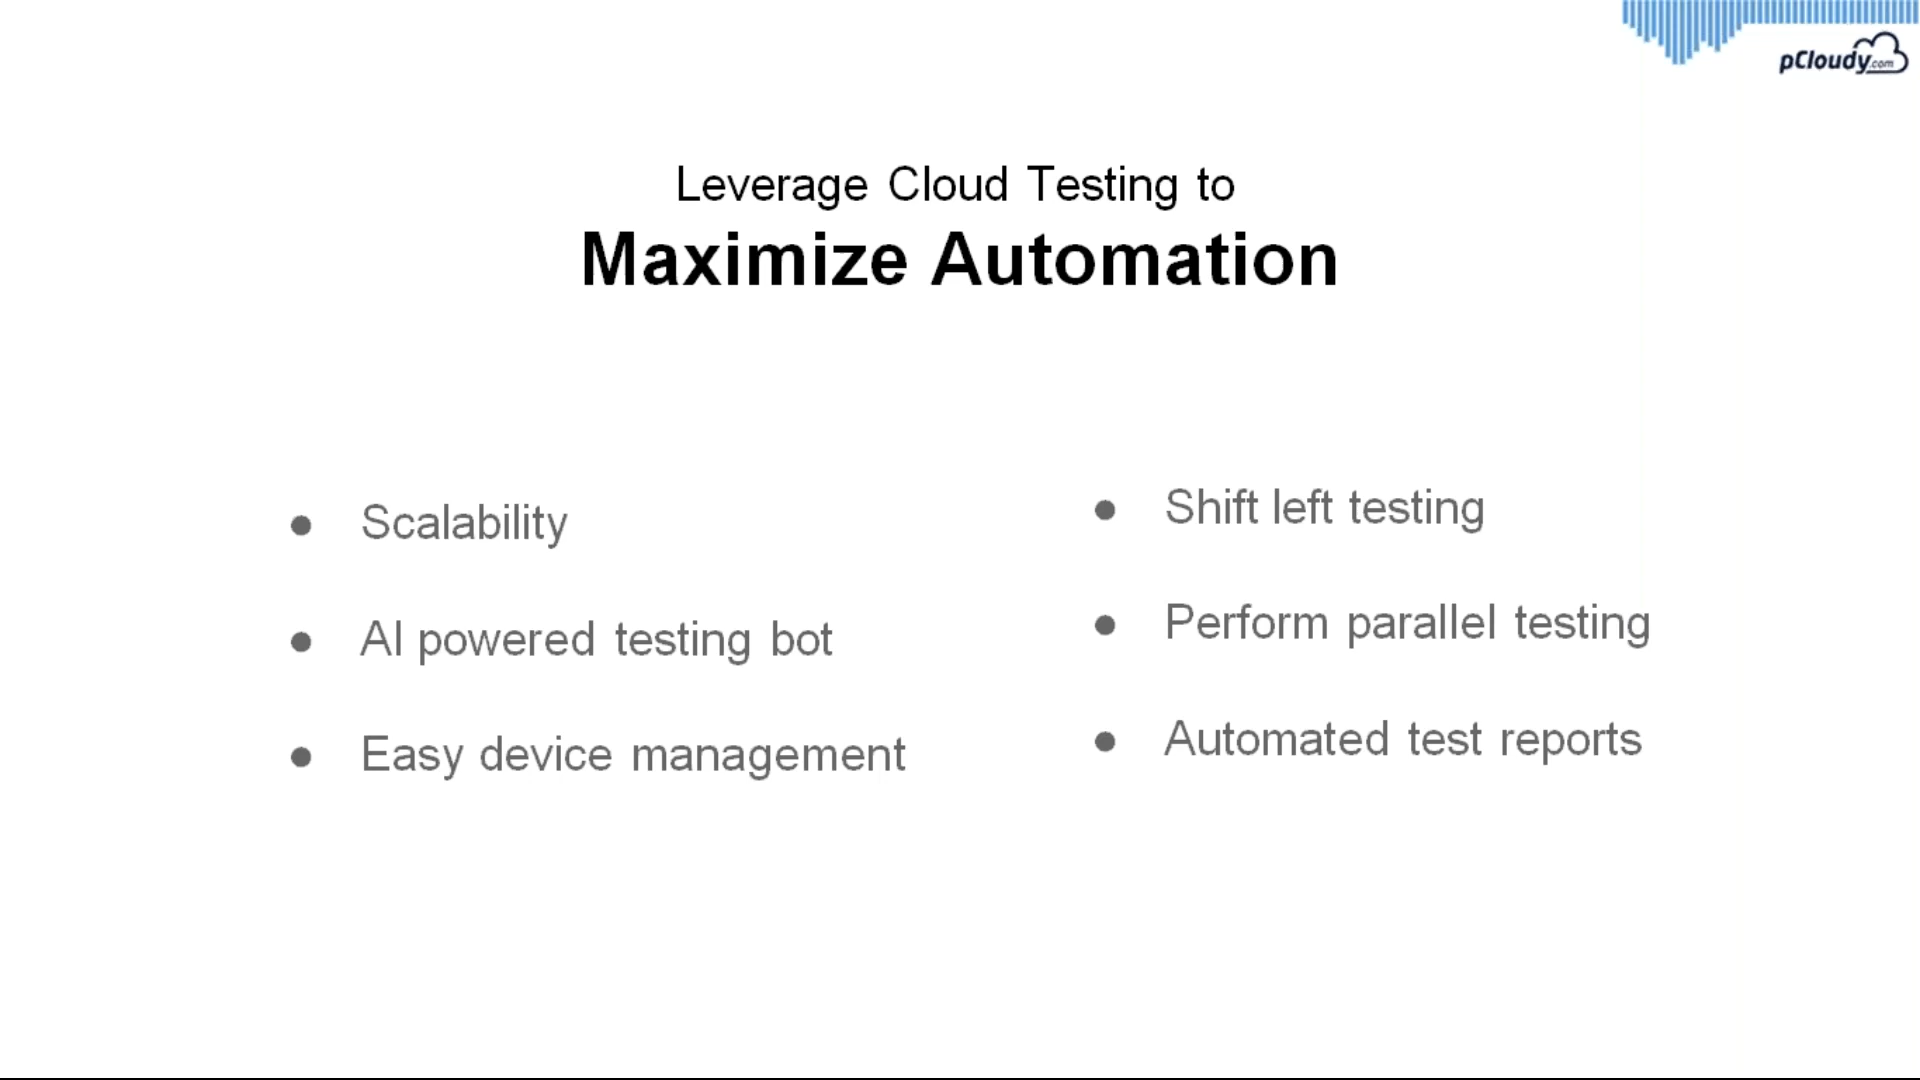 pCloudy.com
Leverage Cloud Testing to
Maximize Automation
● Scalability
● AI powered testing bot
● Easy device management
● Shift left testing
● Perform parallel testing
● Automated test reports